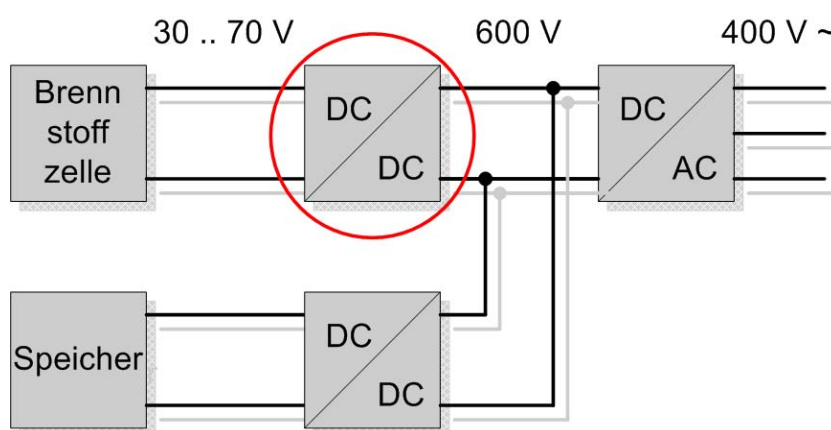 30 .. 70 V
600 V
400 V ~
Brenn
stoff
zelle
DC
DC
DC
AC
Speicher
DC
DC